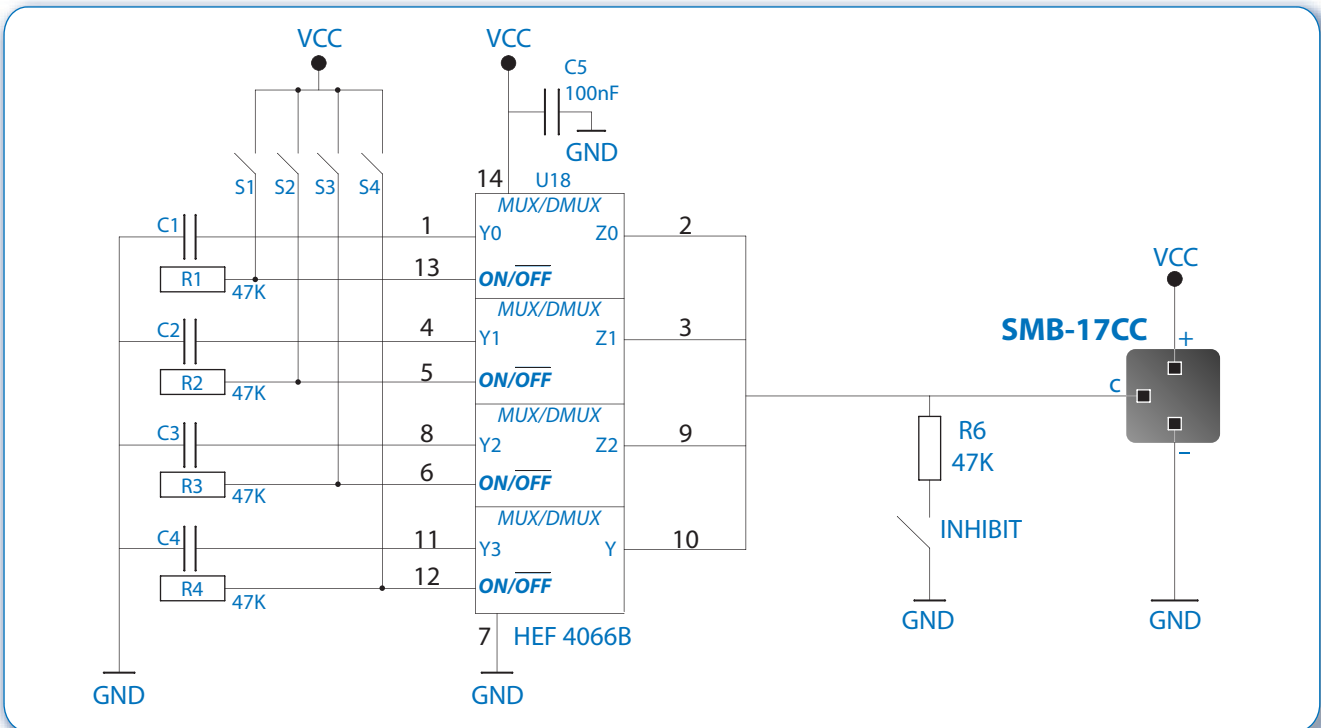 VCC
VCC
C5
100nF
GND
S1 S2 S3 S4
14 U18
MUX/DMUX
C1 1 Y0 Z0 2
R1 47K 13 ON/OFF
MUX/DMUX
C2 4 Y1 Z1 3
R2 47K 5 ON/OFF
MUX/DMUX
C3 8 Y2 Z2 9
R3 47K 6 ON/OFF
MUX/DMUX
C4 11 Y3 Y 10
R4 47K 12 ON/OFF
7 HEF 4066B
GND
GND
VCC
SMB-17CC
+
c
–
R6
47K
INHIBIT
GND
GND